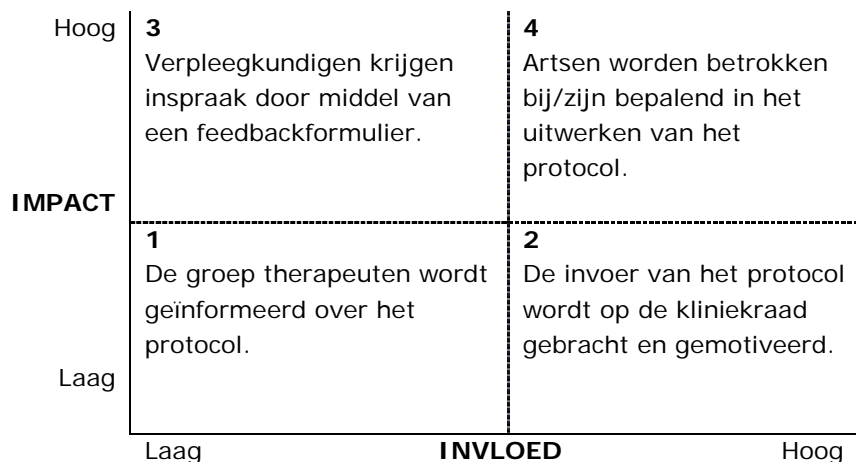 Hoog
3
Verpleegkundigen krijgen
inspraak door middel van
een feedbackformulier.
4
Artsen worden betrokken
bij/zijn bepalend in het
uitwerken van het
protocol.
IMPACT
1
De groep therapeuten wordt
geïnformeerd over het
protocol.
2
De invoer van het protocol
wordt op de kliniekraad
gebracht en gemotiveerd.
Laag
Laag INVLOED Hoog